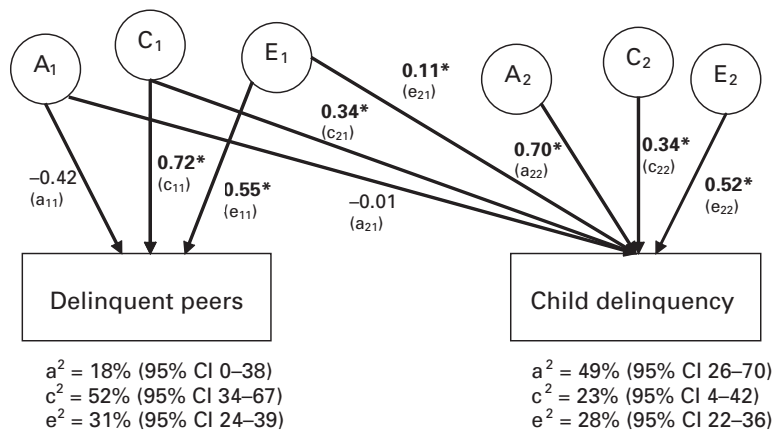 A₁
C₁
E₁
A₂
C₂
E₂
0.11*
(e₂₁)
0.34*
(c₂₁)
0.70*
(a₂₂)
0.34*
(c₂₂)
0.72*
(c₁₁)
–0.42
(a₁₁)
0.55*
(e₁₁)
–0.01
(a₂₁)
0.52*
(e₂₂)
Delinquent peers
Child delinquency
a² = 18% (95% CI 0–38)
c² = 52% (95% CI 34–67)
e² = 31% (95% CI 24–39)
a² = 49% (95% CI 26–70)
c² = 23% (95% CI 4–42)
e² = 28% (95% CI 22–36)